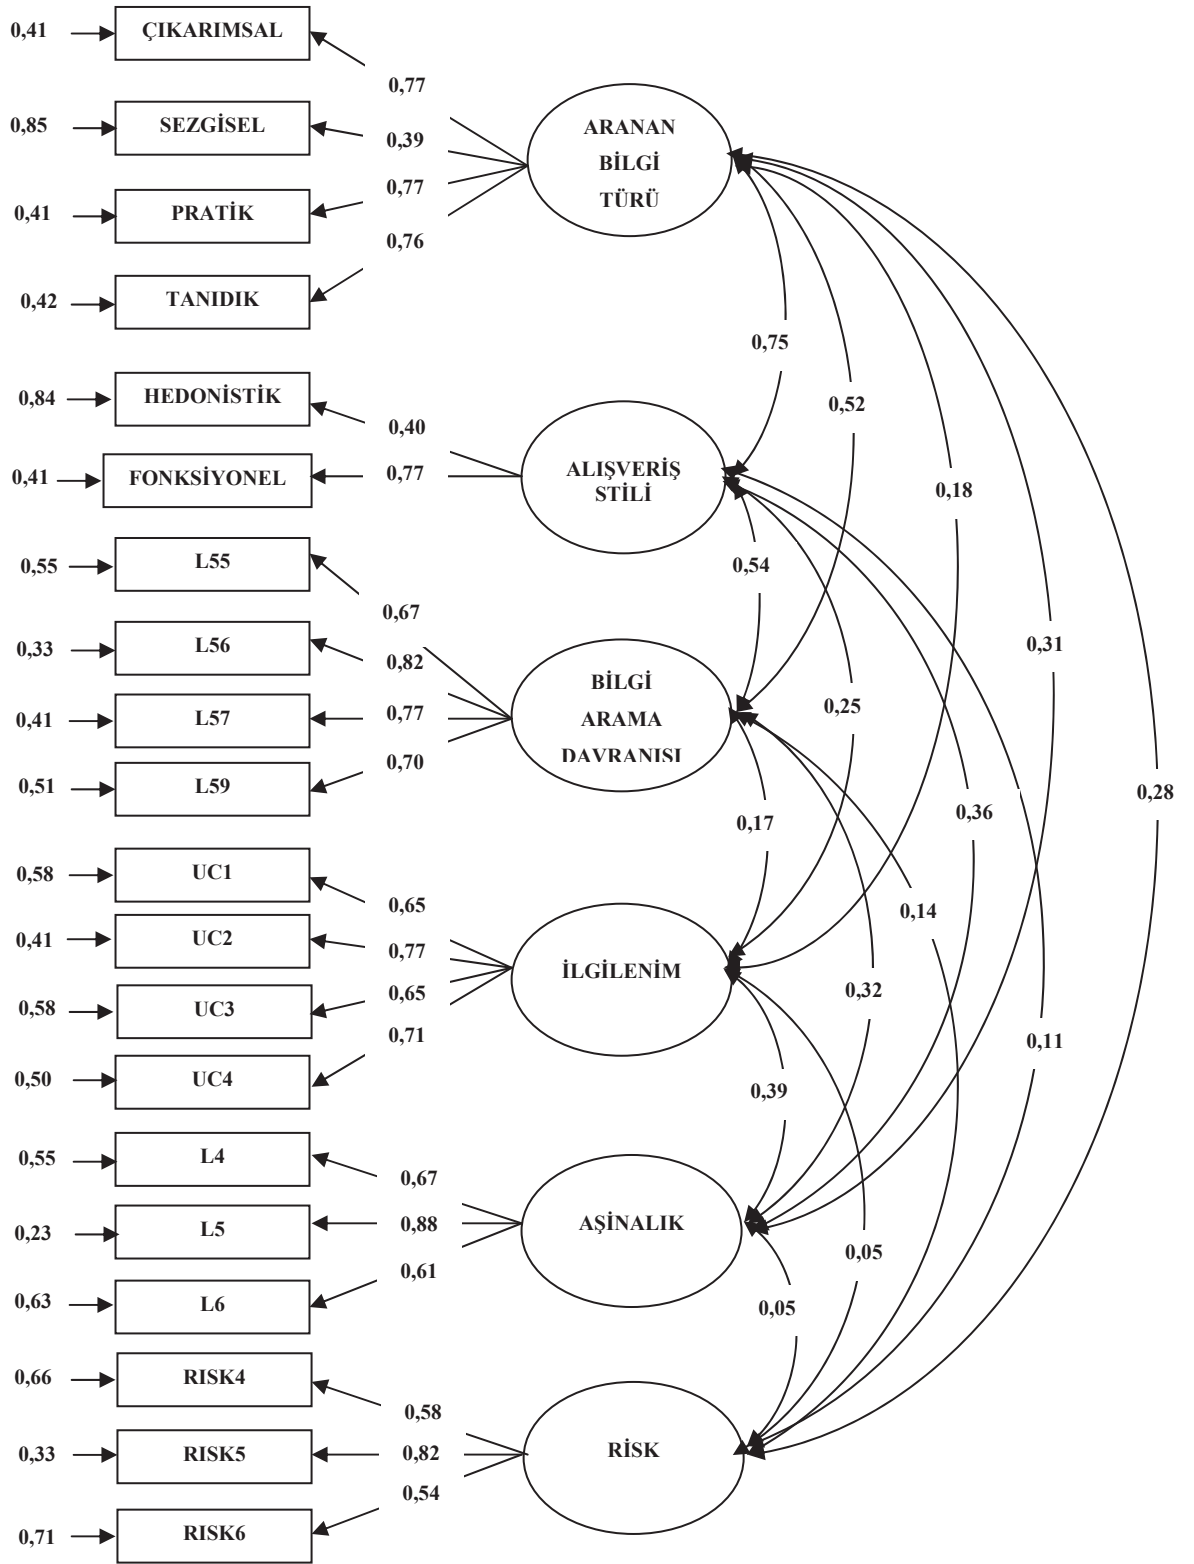 0,41
ÇIKARIMSAL
0,77
0,85
SEZGİSEL
0,39
ARANAN
BİLGİ
TÜRÜ
0,41
PRATİK
0,77
0,76
0,42
TANIDIK
0,75
0,84
HEDONİSTİK
0,52
0,40
0,41
FONKSİYONEL
0,77
ALIŞVERİŞ
STİLİ
0,18
0,55
L55
0,54
0,67
0,33
L56
0,82
0,31
BİLGİ
ARAMA
DAVRANIŞI
0,41
L57
0,77
0,25
0,51
L59
0,70
0,28
0,17
0,36
0,58
UC1
0,65
0,14
0,41
UC2
0,77
İLGİLENİM
0,58
UC3
0,65
0,32
0,71
0,11
0,50
UC4
0,39
0,55
L4
0,67
0,23
L5
0,88
AŞİNALIK
0,05
0,61
0,63
L6
0,05
0,66
RISK4
0,58
0,33
RISK5
0,82
RİSK
0,54
0,71
RISK6